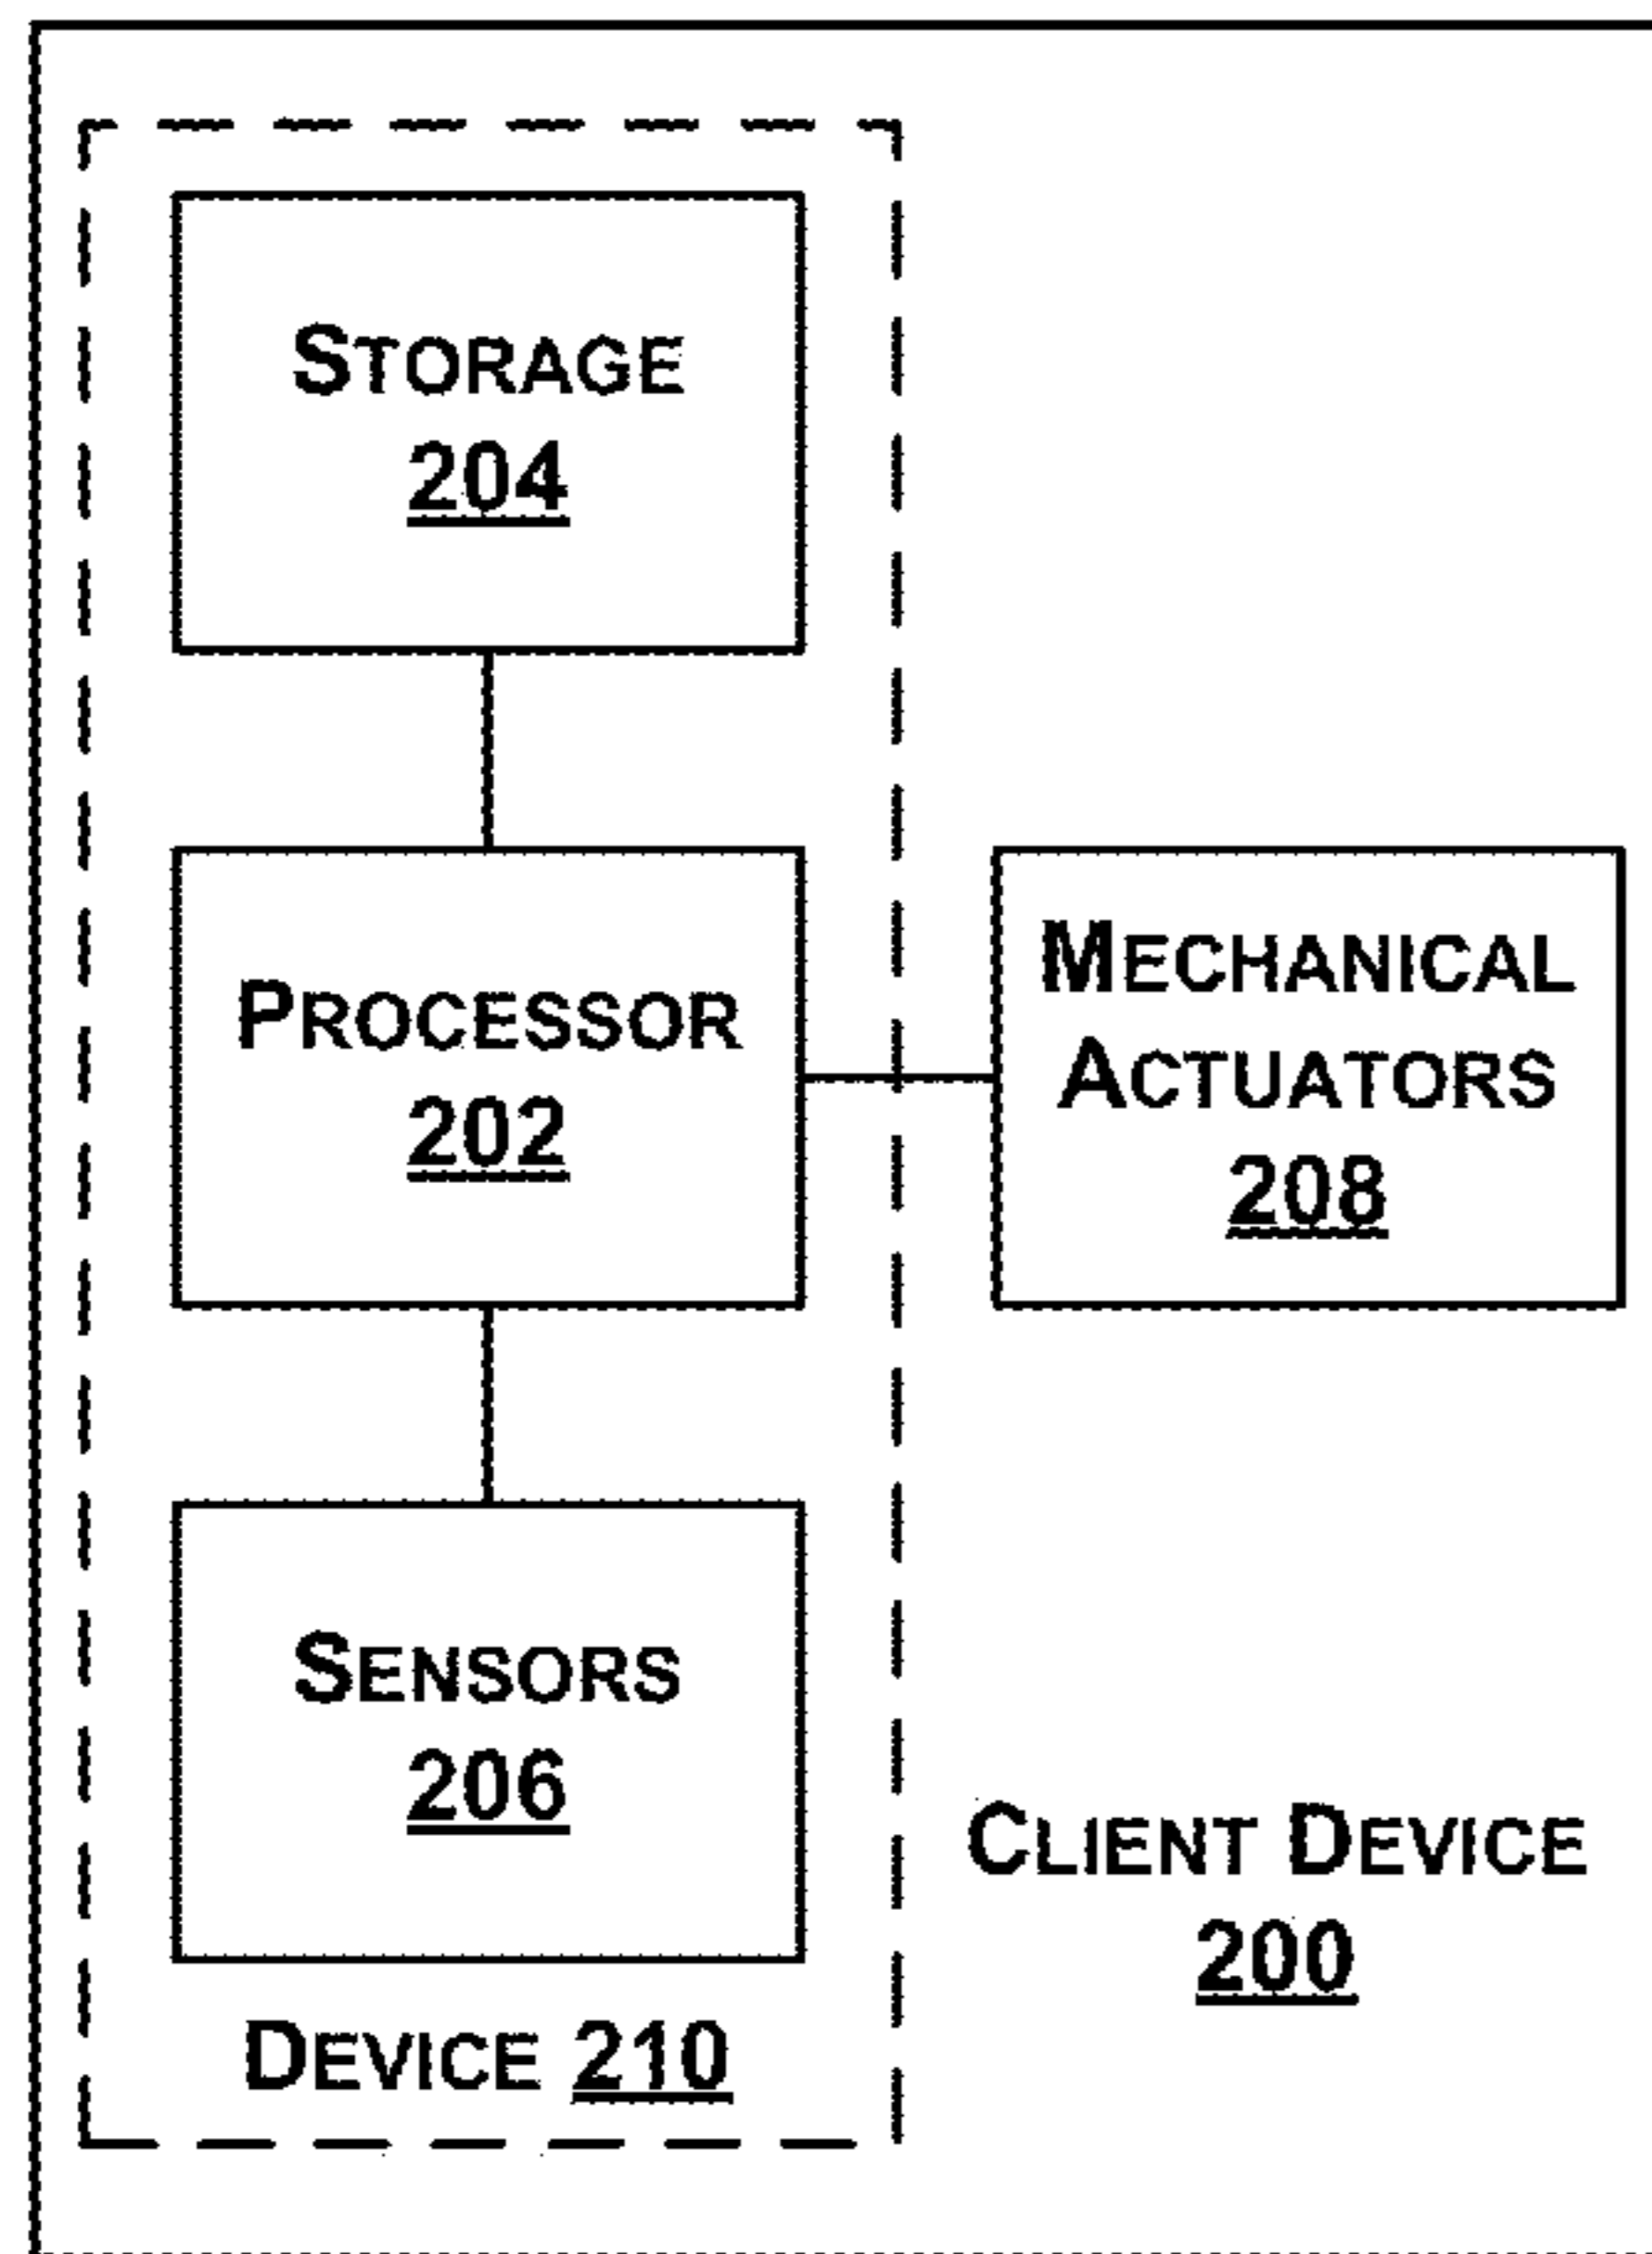 STORAGE
204
PROCESSOR
202
MECHANICAL
ACTUATORS
208
SENSORS
206
CLIENT DEVICE
200
DEVICE 210